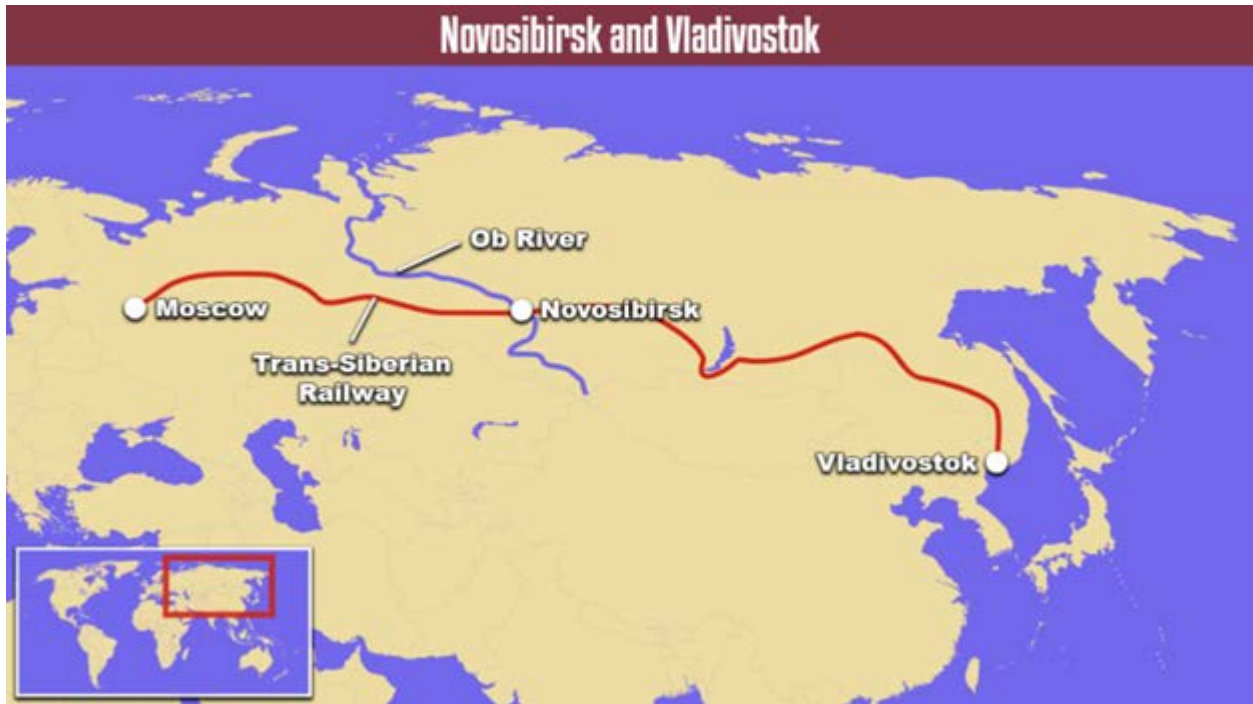 Novosibirsk and Vladivostok
Ob River
Moscow
Novosibirsk
Trans-Siberian
Railway
Vladivostok